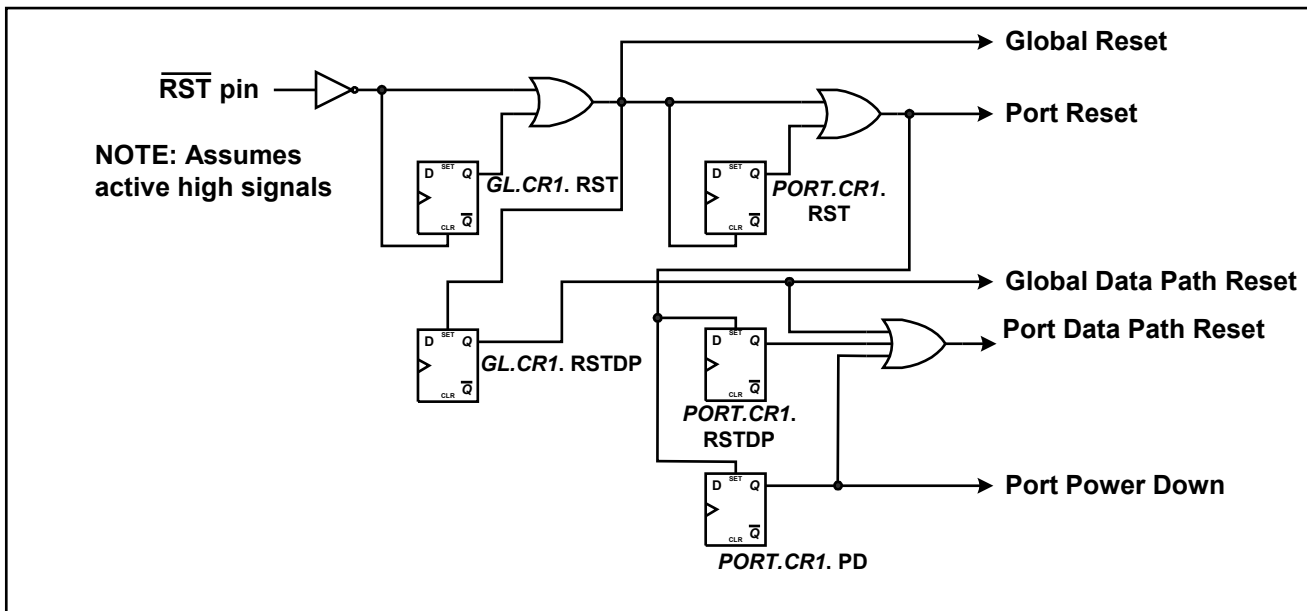 Global Reset
RST pin
Port Reset
NOTE: Assumes
active high signals
D SET Q
Q
CLR
GL.CR1. RST
D SET Q
Q
CLR
PORT.CR1.
RST
Global Data Path Reset
Port Data Path Reset
D SET Q
Q
CLR
GL.CR1. RSTDP
D SET Q
Q
CLR
PORT.CR1.
RSTDP
D SET Q
Q
CLR
Port Power Down
PORT.CR1. PD